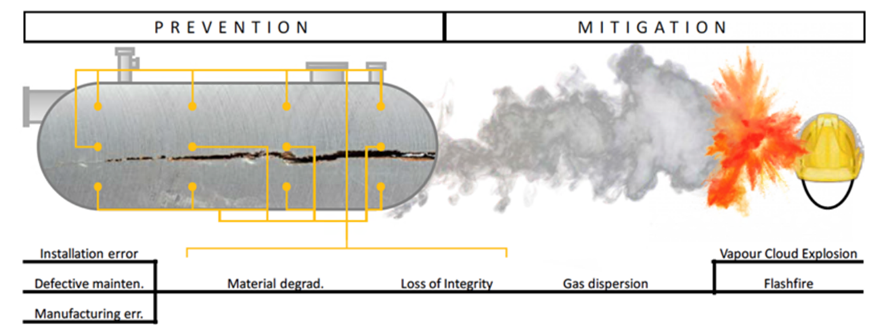 PREVENTION
MITIGATION
Installation error
Vapour Cloud Explosion
Defective mainten.
Material degrad.
Loss of Integrity
Gas dispersion
Flashfire
Manufacturing err.